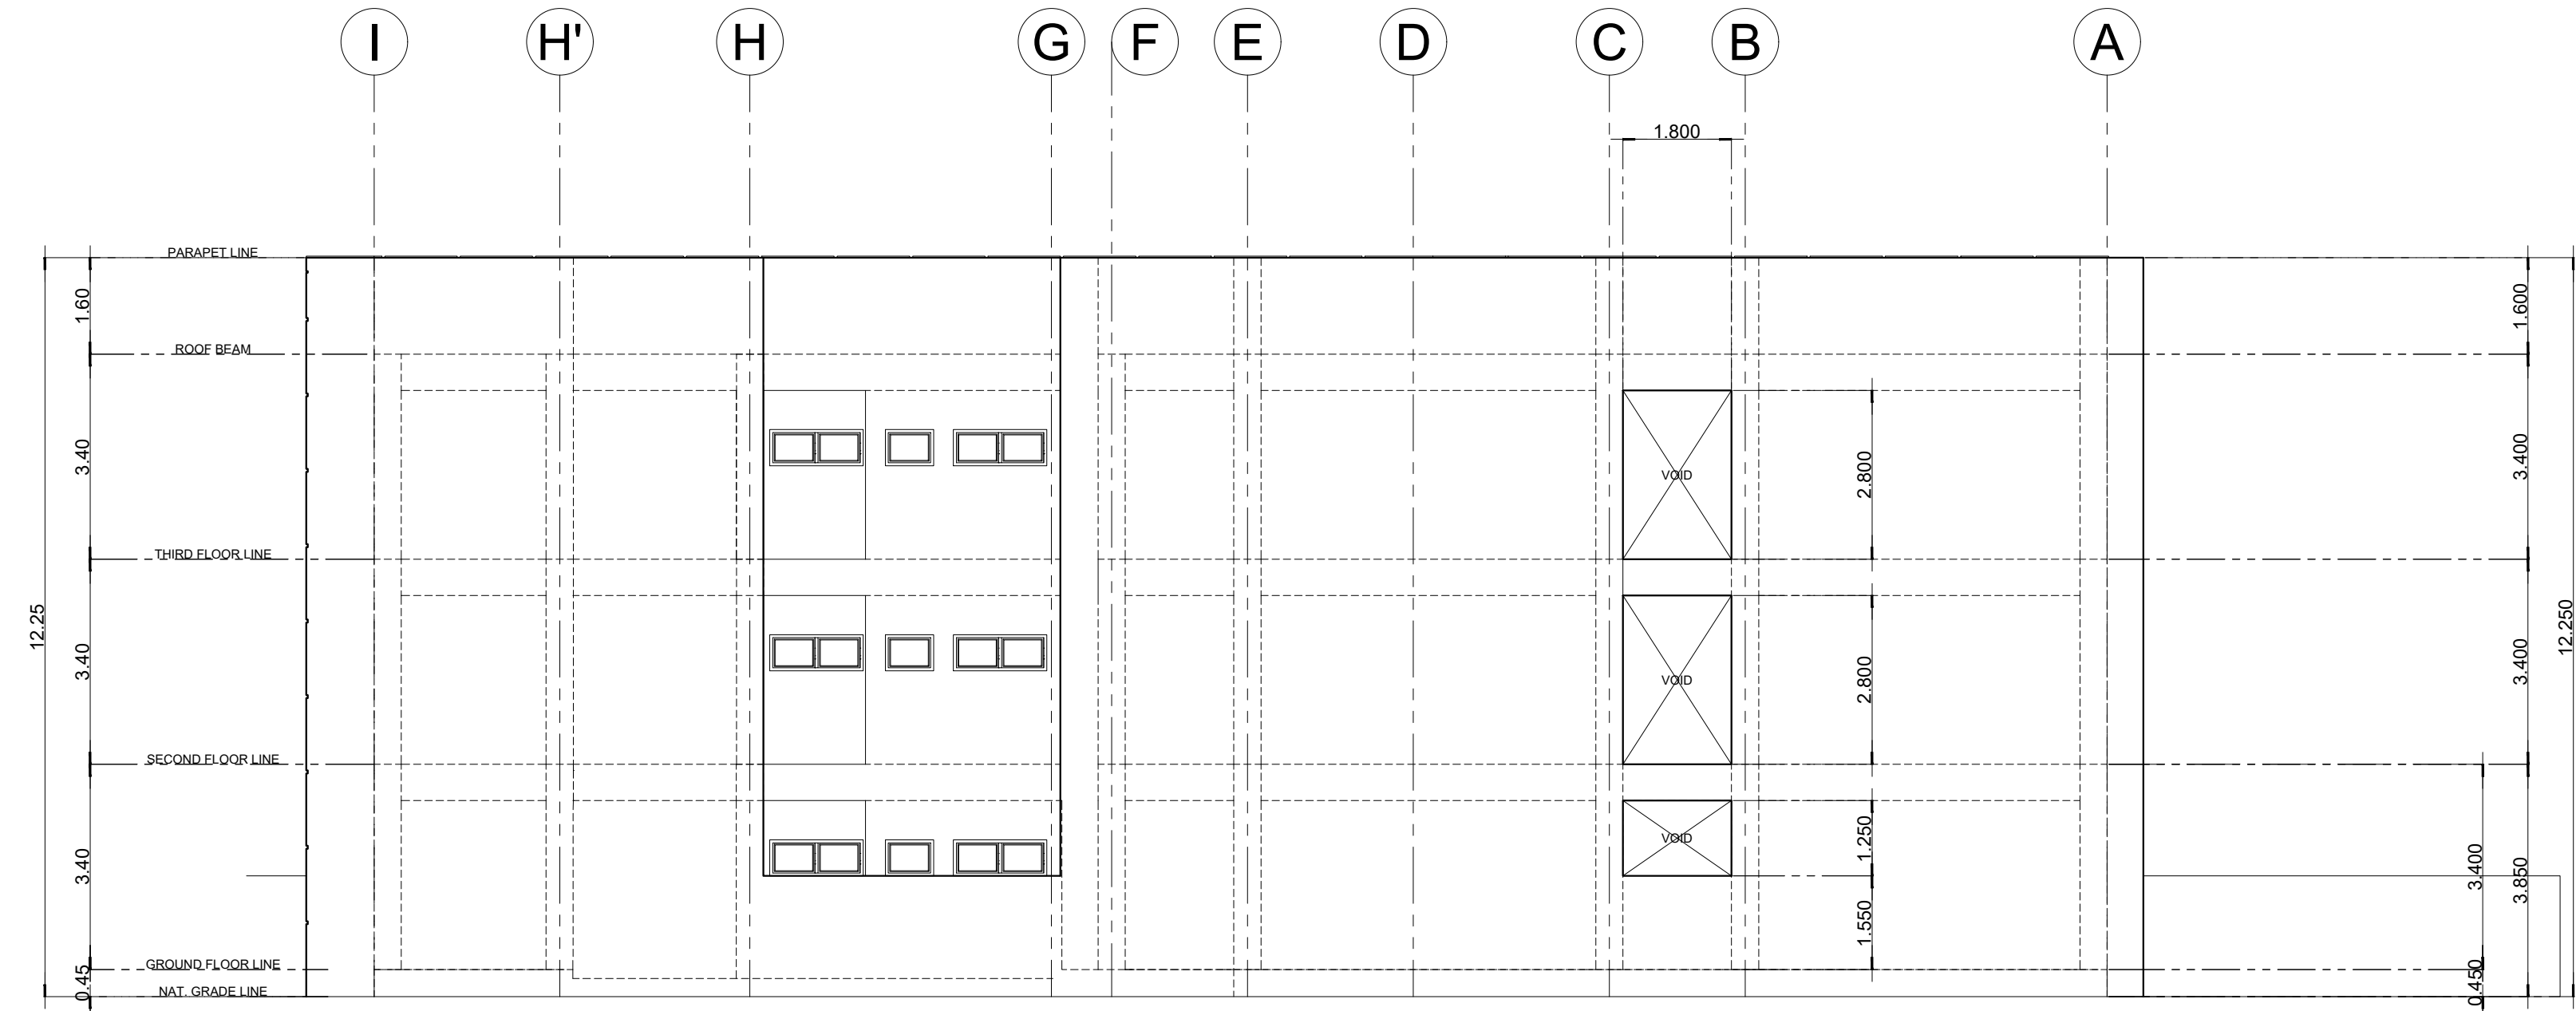 I H' H G F E D C B A
1.800
PARAPET LINE
1.60
1.600
ROOF BEAM
3.40
VOID
2.800
3.400
THIRD FLOOR LINE
12.25
3.40
VOID
2.800
3.400
12.250
SECOND FLOOR LINE
3.40
VOID
1.250
3.400
3.850
1.550
GROUND FLOOR LINE
0.45
0.450
NAT. GRADE LINE